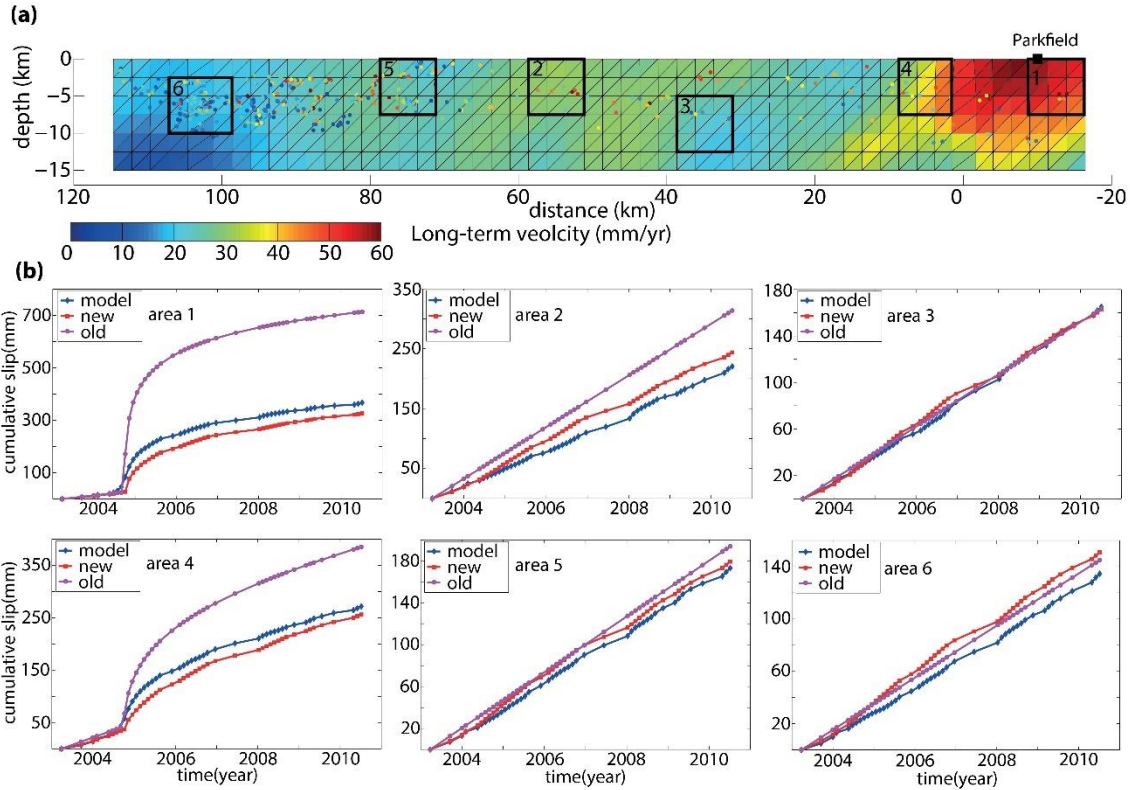 (a)
Parkfield
depth (km)
0
-5
-10
-15
6
5
2
3
4
1
120
100
80
60
40
20
0
-20
distance (km)
0 10 20 30 40 50 60
Long-term veolcity (mm/yr)
(b)
cumulative slip(mm)
700
500
300
100
model
new
old
area 1
2004 2006 2008 2010
350
250
150
50
model
new
old
area 2
2004 2006 2008 2010
180
140
100
60
20
model
new
old
area 3
2004 2006 2008 2010
cumulative slip(mm)
350
250
150
50
model
new
old
area 4
2004 2006 2008 2010
time(year)
180
140
100
60
20
model
new
old
area 5
2004 2006 2008 2010
time(year)
140
100
60
20
model
new
old
area 6
2004 2006 2008 2010
time(year)